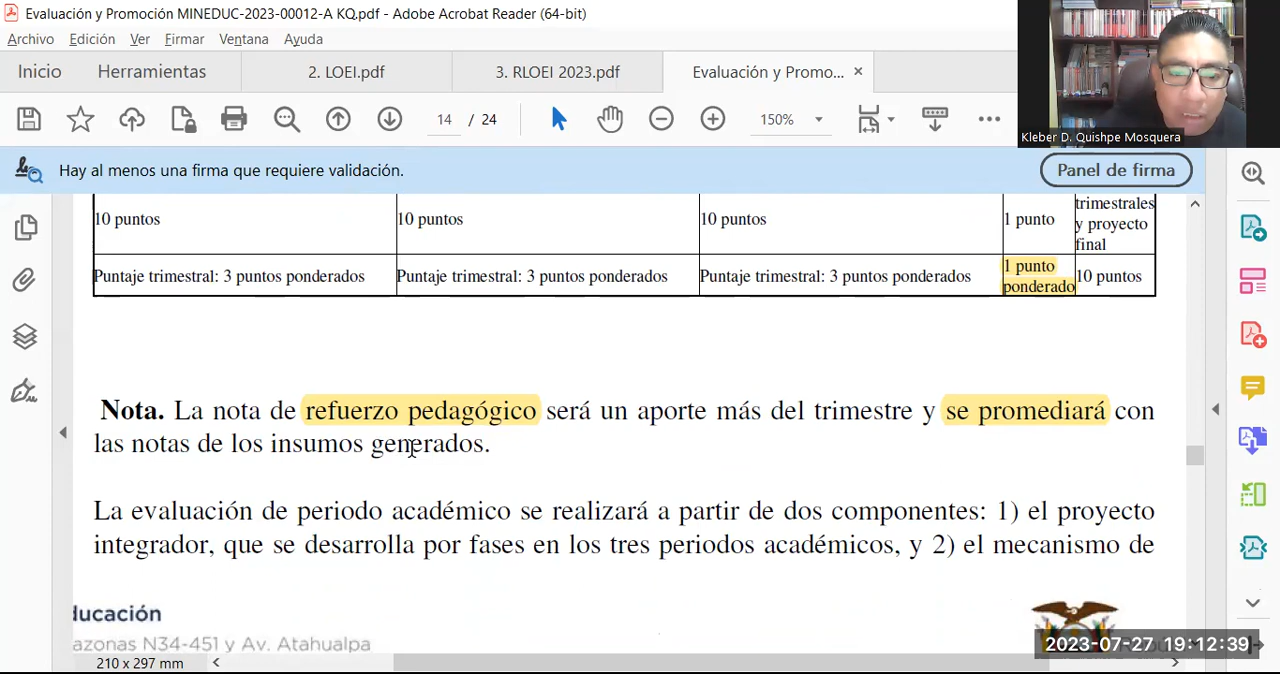 Evaluación y Promoción MINEDUC-2023-00012-A KQ.pdf - Adobe Acrobat Reader (64-bit)
Archivo Edición Ver Firmar Ventana Ayuda
Inicio Herramientas 2. LOEI.pdf 3. RLOEI 2023.pdf Evaluación y Promo... ×
14 / 24 150%
Kleber D. Quishpe Mosquera
Hay al menos una firma que requiere validación. Panel de firma
10 puntos 10 puntos 10 puntos 1 punto trimestrales
y proyecto
final
Puntaje trimestral: 3 puntos ponderados Puntaje trimestral: 3 puntos ponderados Puntaje trimestral: 3 puntos ponderados 1 punto
ponderado 10 puntos
Nota. La nota de refuerzo pedagógico será un aporte más del trimestre y se promediará con
las notas de los insumos generados.
La evaluación de periodo académico se realizará a partir de dos componentes: 1) el proyecto
integrador, que se desarrolla por fases en los tres periodos académicos, y 2) el mecanismo de
ducación
azonas N34-451 y Av. Atahualpa
2023-07-27 19:12:39
210 x 297 mm